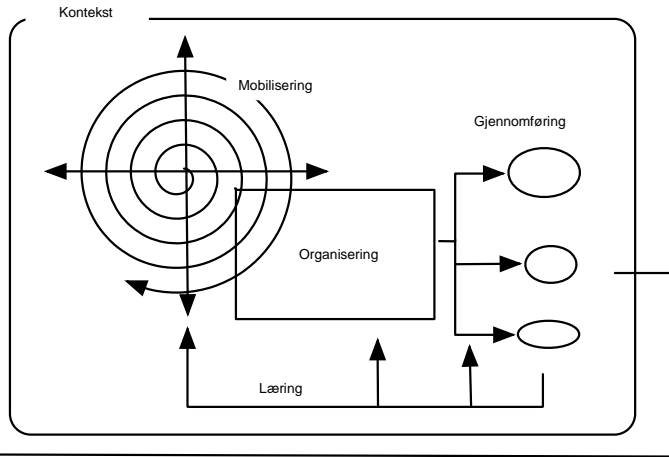 Kontekst
Mobilisering
Gjennomføring
Organisering
Læring